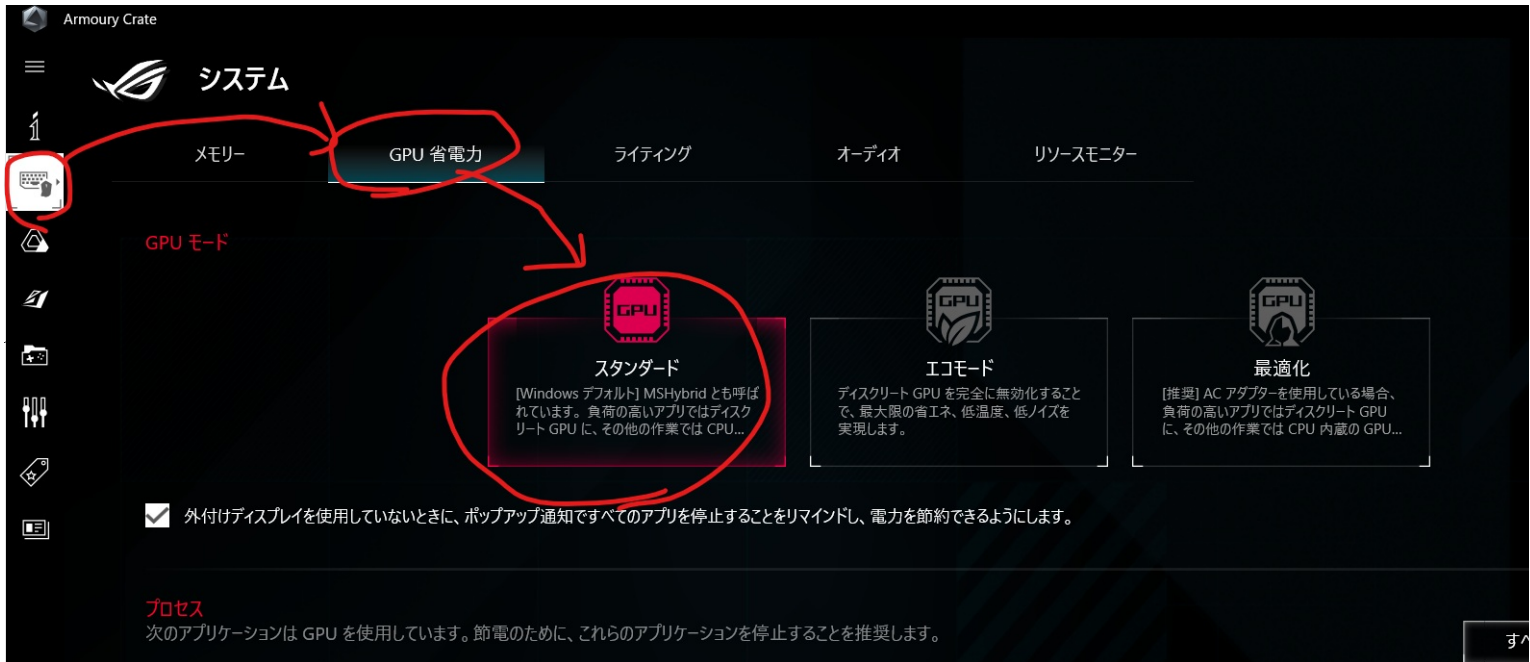 Armoury Crate
システム
メモリー
GPU 省電力
ライティング
オーディオ
リソースモニター
GPU モード
GPU
スタンダード
[Windows デフォルト] MSHybrid とも呼ば
れています。負荷の高いアプリではディスク
リート GPU に、その他の作業では CPU...
GPU
エコモード
ディスクリート GPU を完全に無効化すること
で、最大限の省エネ、低温度、低ノイズを
実現します。
GPU
最適化
[推奨] AC アダプターを使用している場合、
負荷の高いアプリではディスクリート GPU
に、その他の作業では CPU 内蔵の GPU...
外付けディスプレイを使用していないときに、ポップアップ通知ですべてのアプリを停止することをリマインドし、電力を節約できるようにします。
プロセス
次のアプリケーションは GPU を使用しています。節電のために、これらのアプリケーションを停止することを推奨します。
すべ